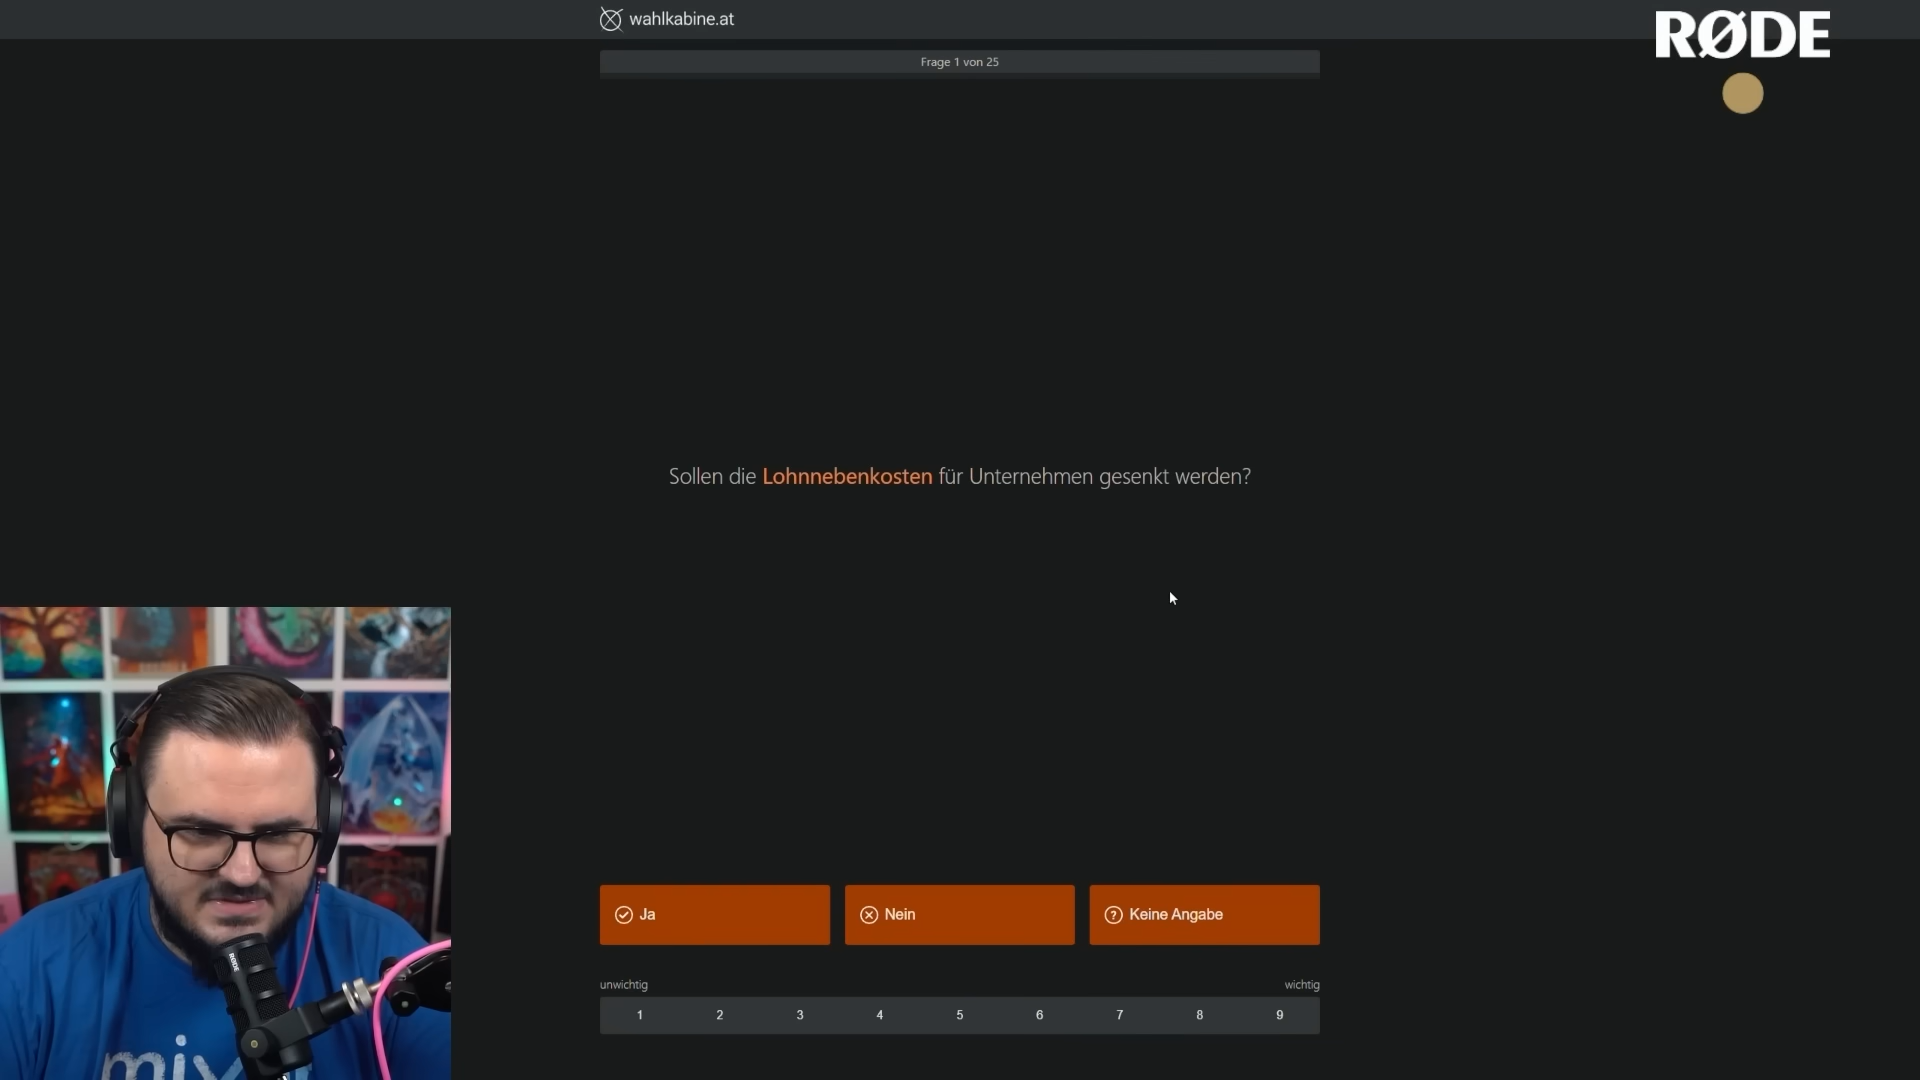 wahlkabine.at
RØDE
Frage 1 von 25
Sollen die Lohnnebenkosten für Unternehmen gesenkt werden?
Ja
Nein
Keine Angabe
unwichtig
wichtig
1 2 3 4 5 6 7 8 9
RØDE